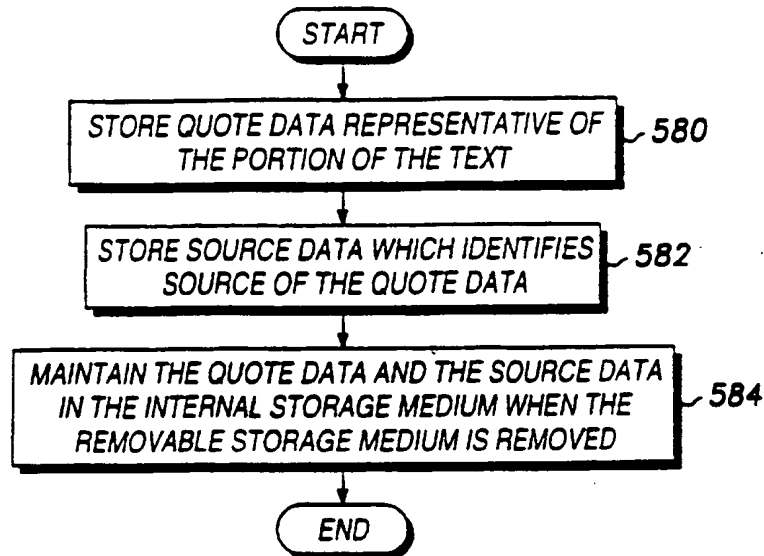 START
STORE QUOTE DATA REPRESENTATIVE OF
THE PORTION OF THE TEXT
580
STORE SOURCE DATA WHICH IDENTIFIES
SOURCE OF THE QUOTE DATA
582
MAINTAIN THE QUOTE DATA AND THE SOURCE DATA
IN THE INTERNAL STORAGE MEDIUM WHEN THE
REMOVABLE STORAGE MEDIUM IS REMOVED
584
END